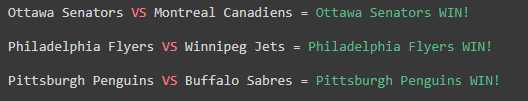 Ottawa Senators VS Montreal Canadiens = Ottawa Senators WIN!
Philadelphia Flyers VS Winnipeg Jets = Philadelphia Flyers WIN!
Pittsburgh Penguins VS Buffalo Sabres = Pittsburgh Penguins WIN!